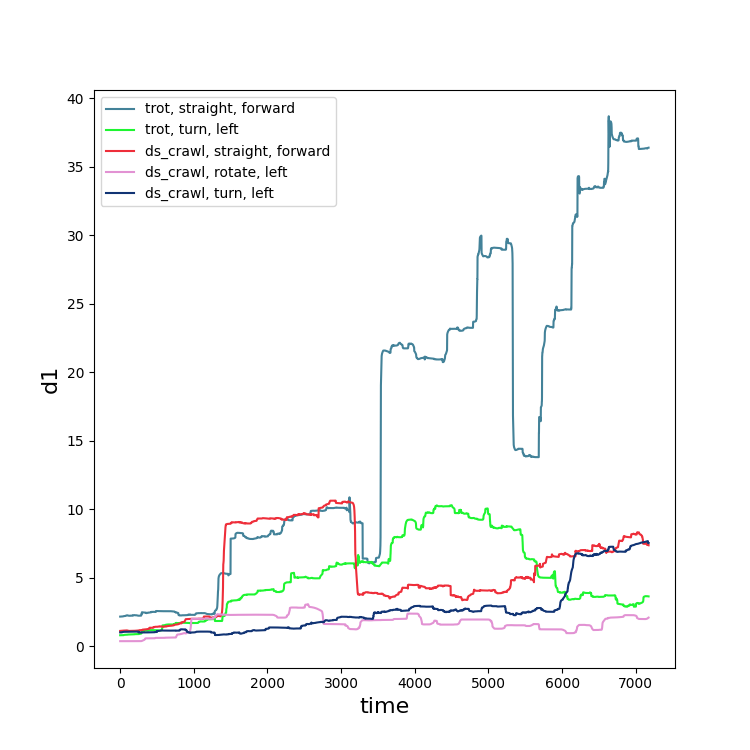 40
35
30
25
20
15
10
5
0
d1
trot, straight, forward
trot, turn, left
ds_crawl, straight, forward
ds_crawl, rotate, left
ds_crawl, turn, left
0 1000 2000 3000 4000 5000 6000 7000
time